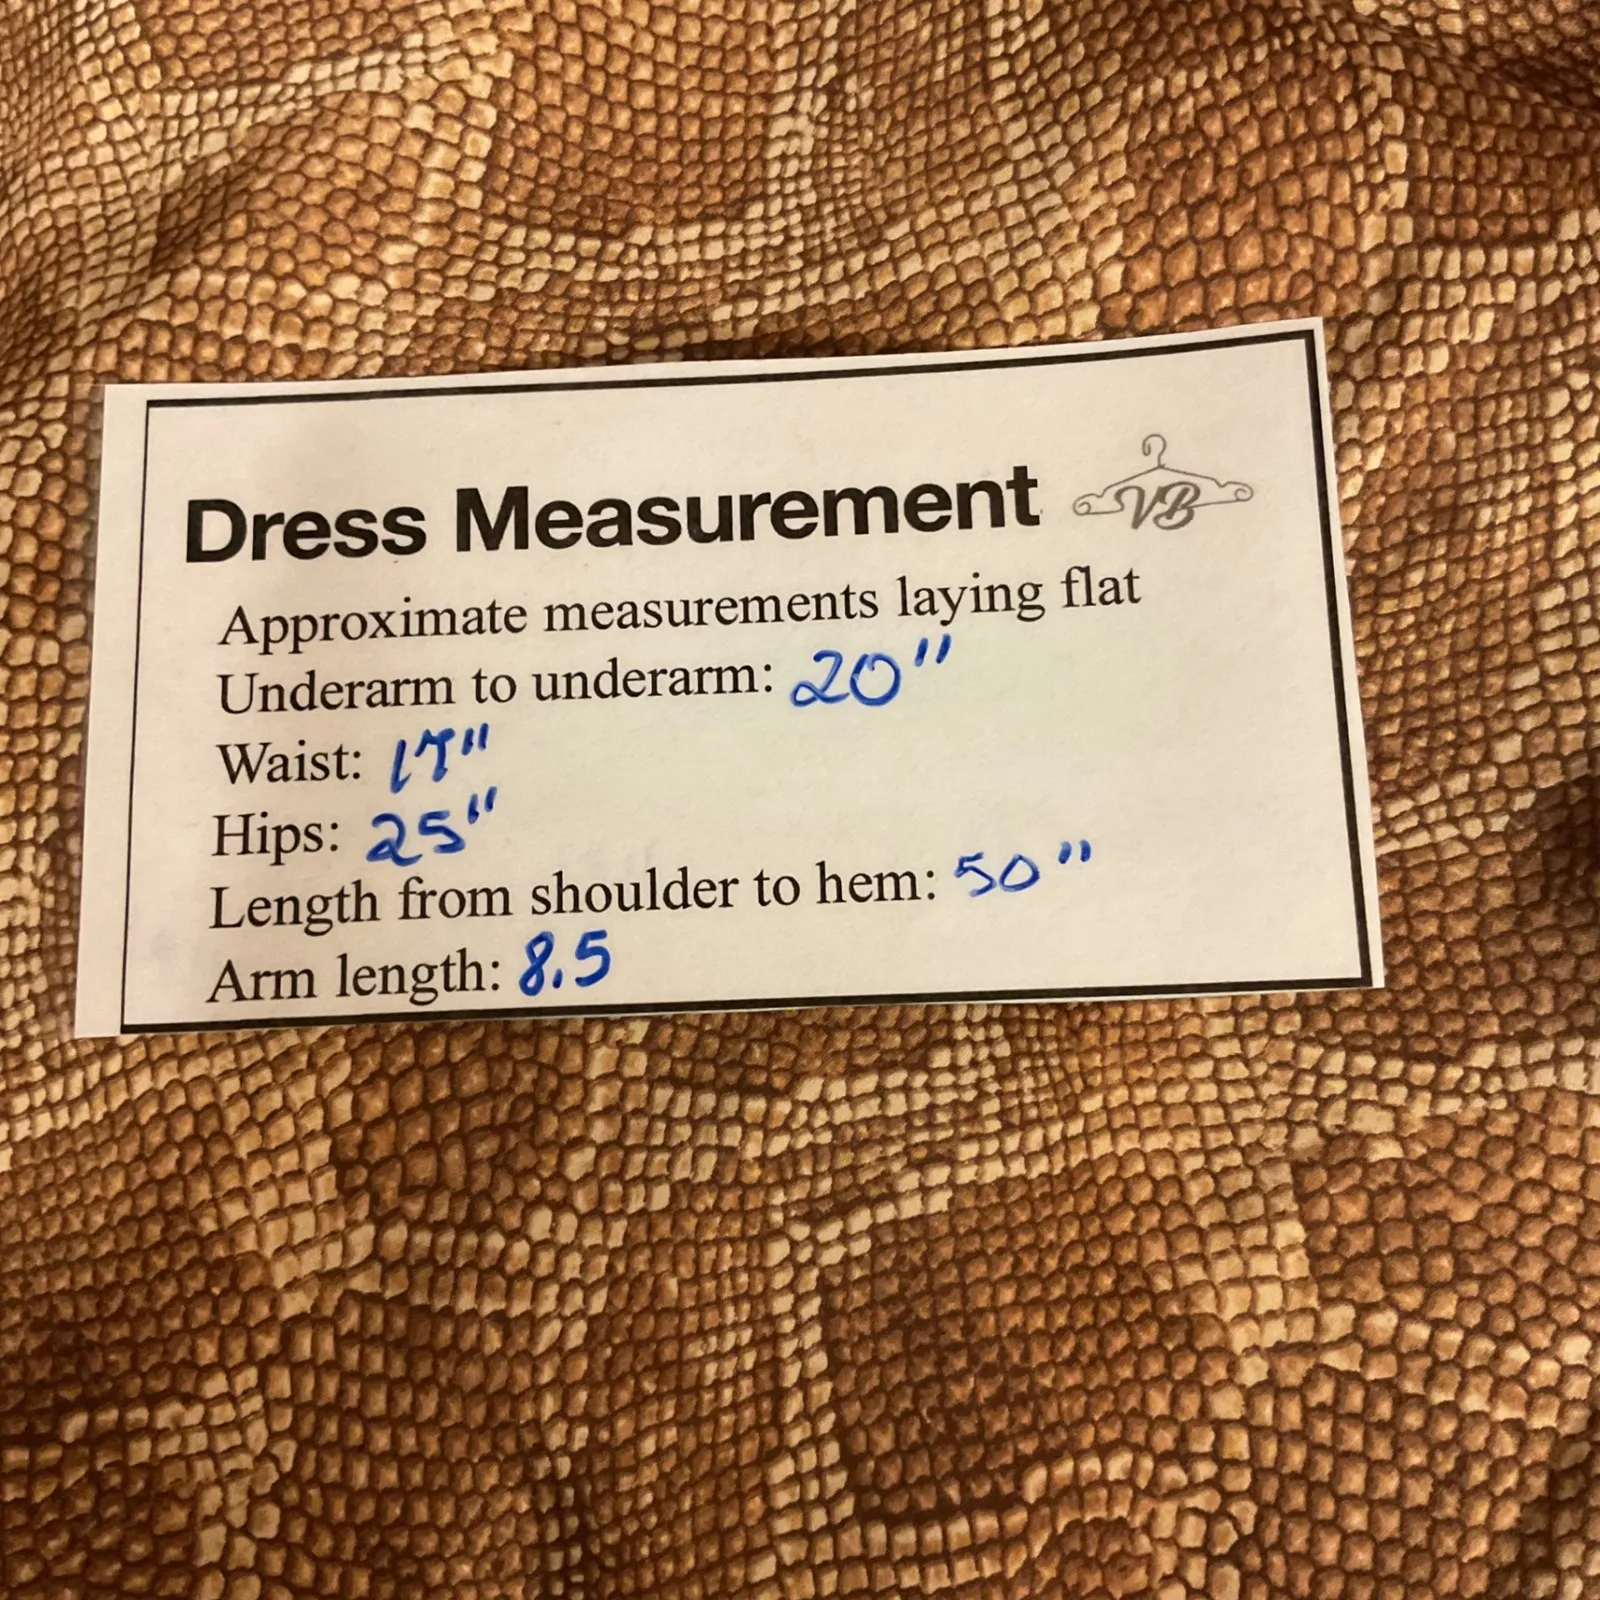 Dress Measurement VB
Approximate measurements laying flat
Underarm to underarm: 20"
Waist: 17"
Hips: 25"
Length from shoulder to hem: 50"
Arm length: 8.5